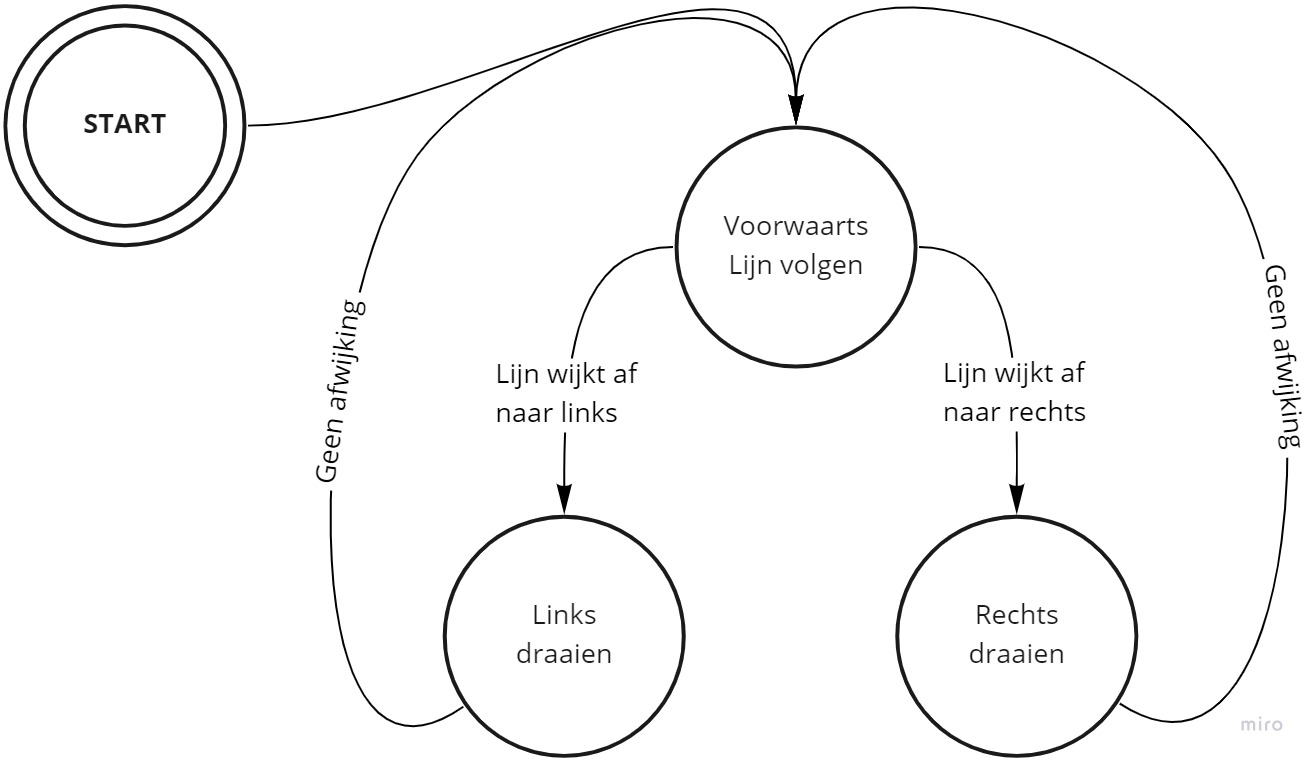 START
Voorwaarts
Lijn volgen
Geen afwijking
Lijn wijkt af
naar links
Lijn wijkt af
naar rechts
Geen afwijking
Links
draaien
Rechts
draaien
miro